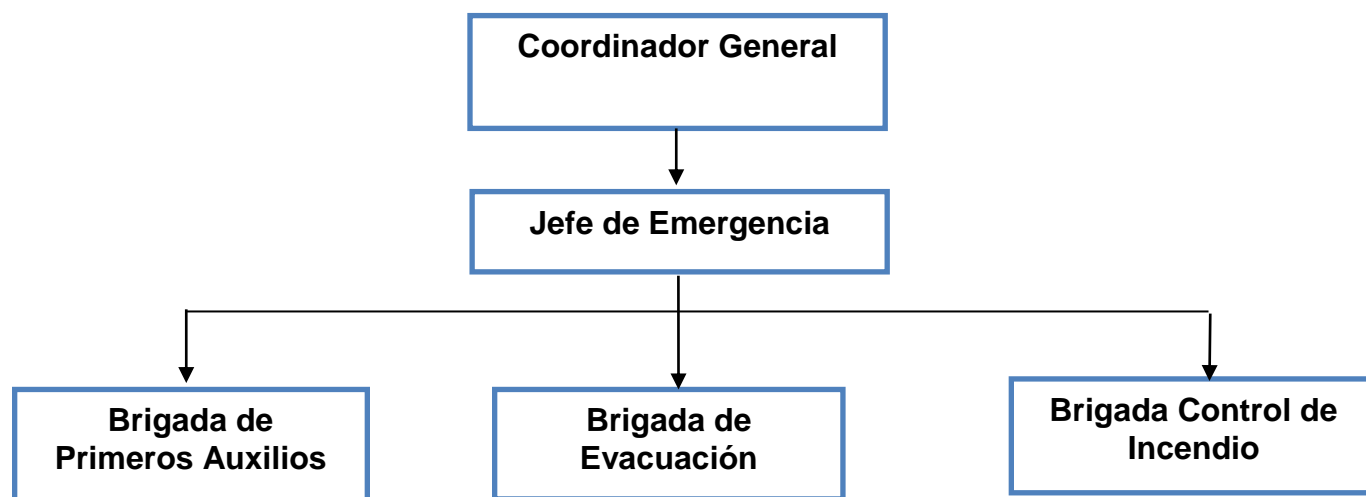 Coordinador General
Jefe de Emergencia
Brigada de
Primeros Auxilios
Brigada de
Evacuación
Brigada Control de
Incendio